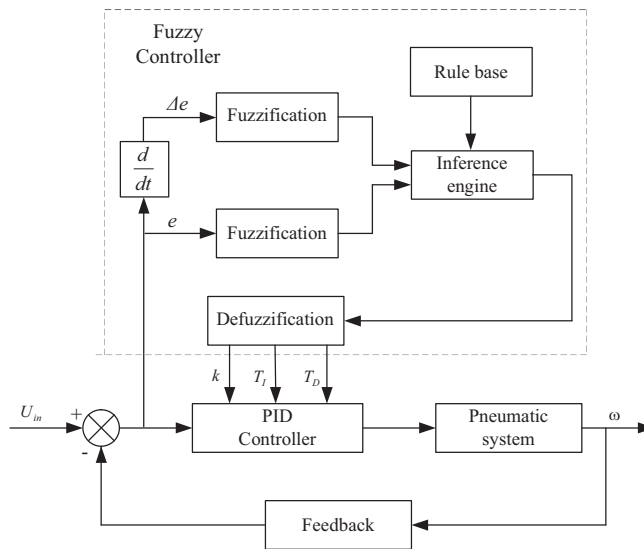 Fuzzy
Controller
Rule base
Δe
Fuzzification
d
dt
Inference
engine
e
Fuzzification
Defuzzification
k
T_I
T_D
U_in
+
-
PID
Controller
Pneumatic
system
ω
Feedback